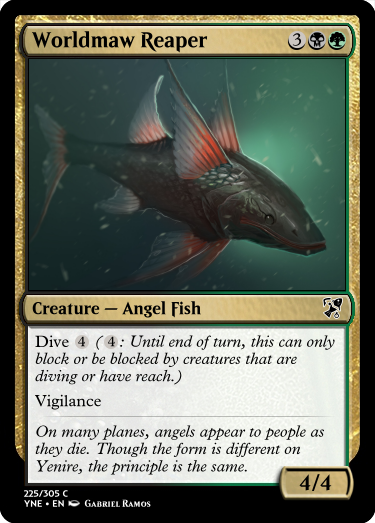 Worldmaw Reaper 3
Creature — Angel Fish
Dive 4 (4: Until end of turn, this can only
block or be blocked by creatures that are
diving or have reach.)
Vigilance
On many planes, angels appear to people as
they die. Though the form is different on
Yenire, the principle is the same.
4/4
225/305 C
YNE • EN Gabriel Ramos